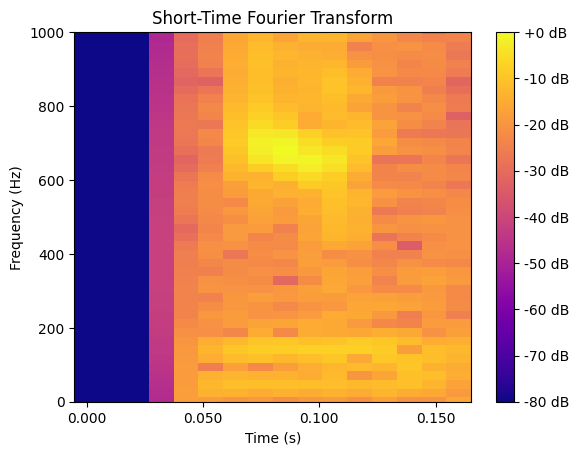 Short-Time Fourier Transform
1000
800
600
400
200
0
Frequency (Hz)
0.000
0.050
0.100
0.150
Time (s)
+0 dB
-10 dB
-20 dB
-30 dB
-40 dB
-50 dB
-60 dB
-70 dB
-80 dB